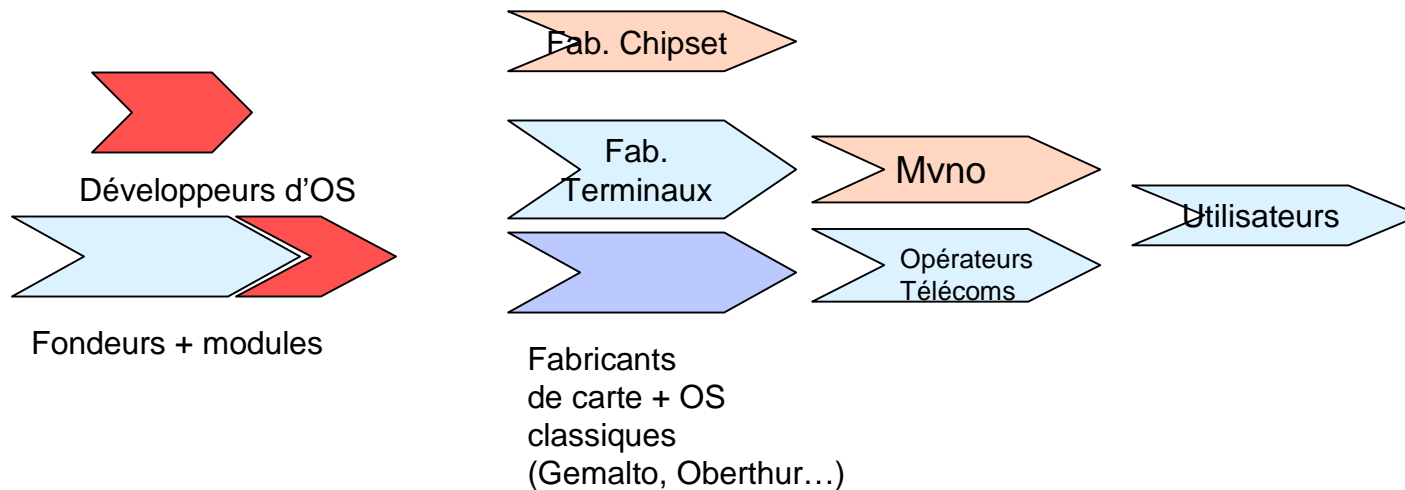 Fab. Chipset
Développeurs d'OS
Fab.
Terminaux
Mvno
Utilisateurs
Opérateurs
Télécoms
Fondeurs + modules
Fabricants
de carte + OS
classiques
(Gemalto, Oberthur…)